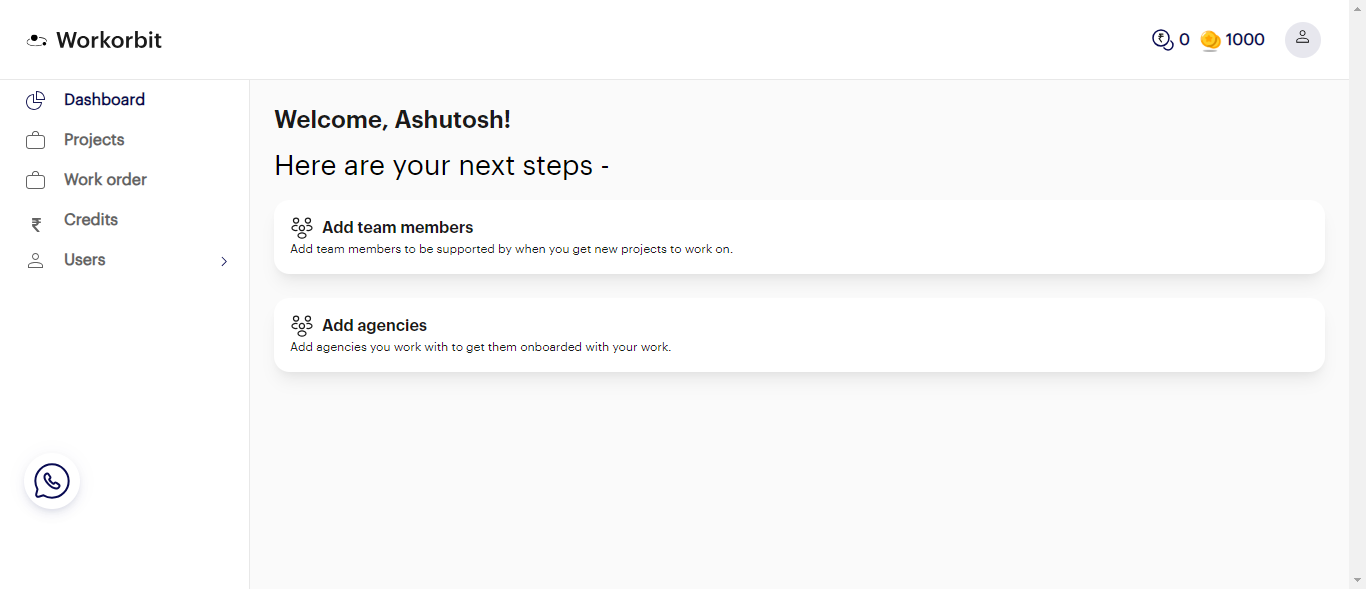 Workorbit
0 1000
Dashboard
Projects
Work order
₹ Credits
Users
Welcome, Ashutosh!
Here are your next steps -
Add team members
Add team members to be supported by when you get new projects to work on.
Add agencies
Add agencies you work with to get them onboarded with your work.